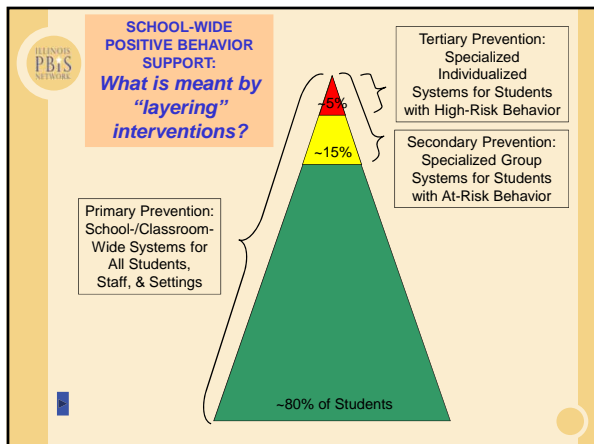 ILLINOIS
PBIS
NETWORK
SCHOOL-WIDE
POSITIVE BEHAVIOR
SUPPORT:
What is meant by
“layering”
interventions?
Tertiary Prevention:
Specialized
Individualized
Systems for Students
with High-Risk Behavior
~5%
Secondary Prevention:
Specialized Group
Systems for Students
with At-Risk Behavior
~15%
Primary Prevention:
School-/Classroom-
Wide Systems for
All Students,
Staff, & Settings
~80% of Students